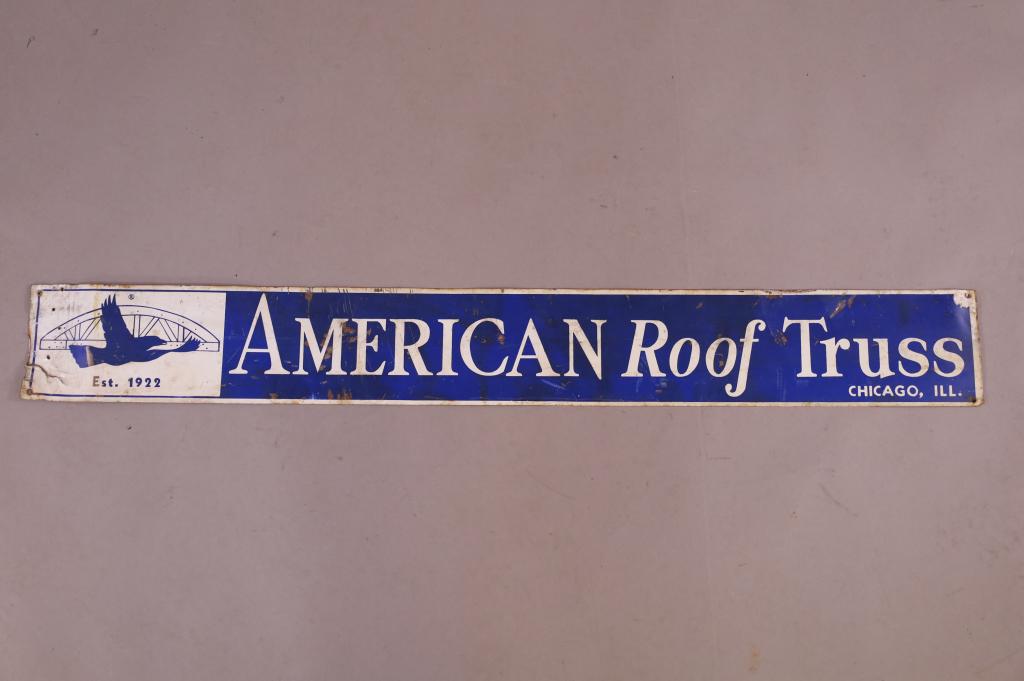 ®
Est. 1922
AMERICAN Roof Truss
CHICAGO, ILL.